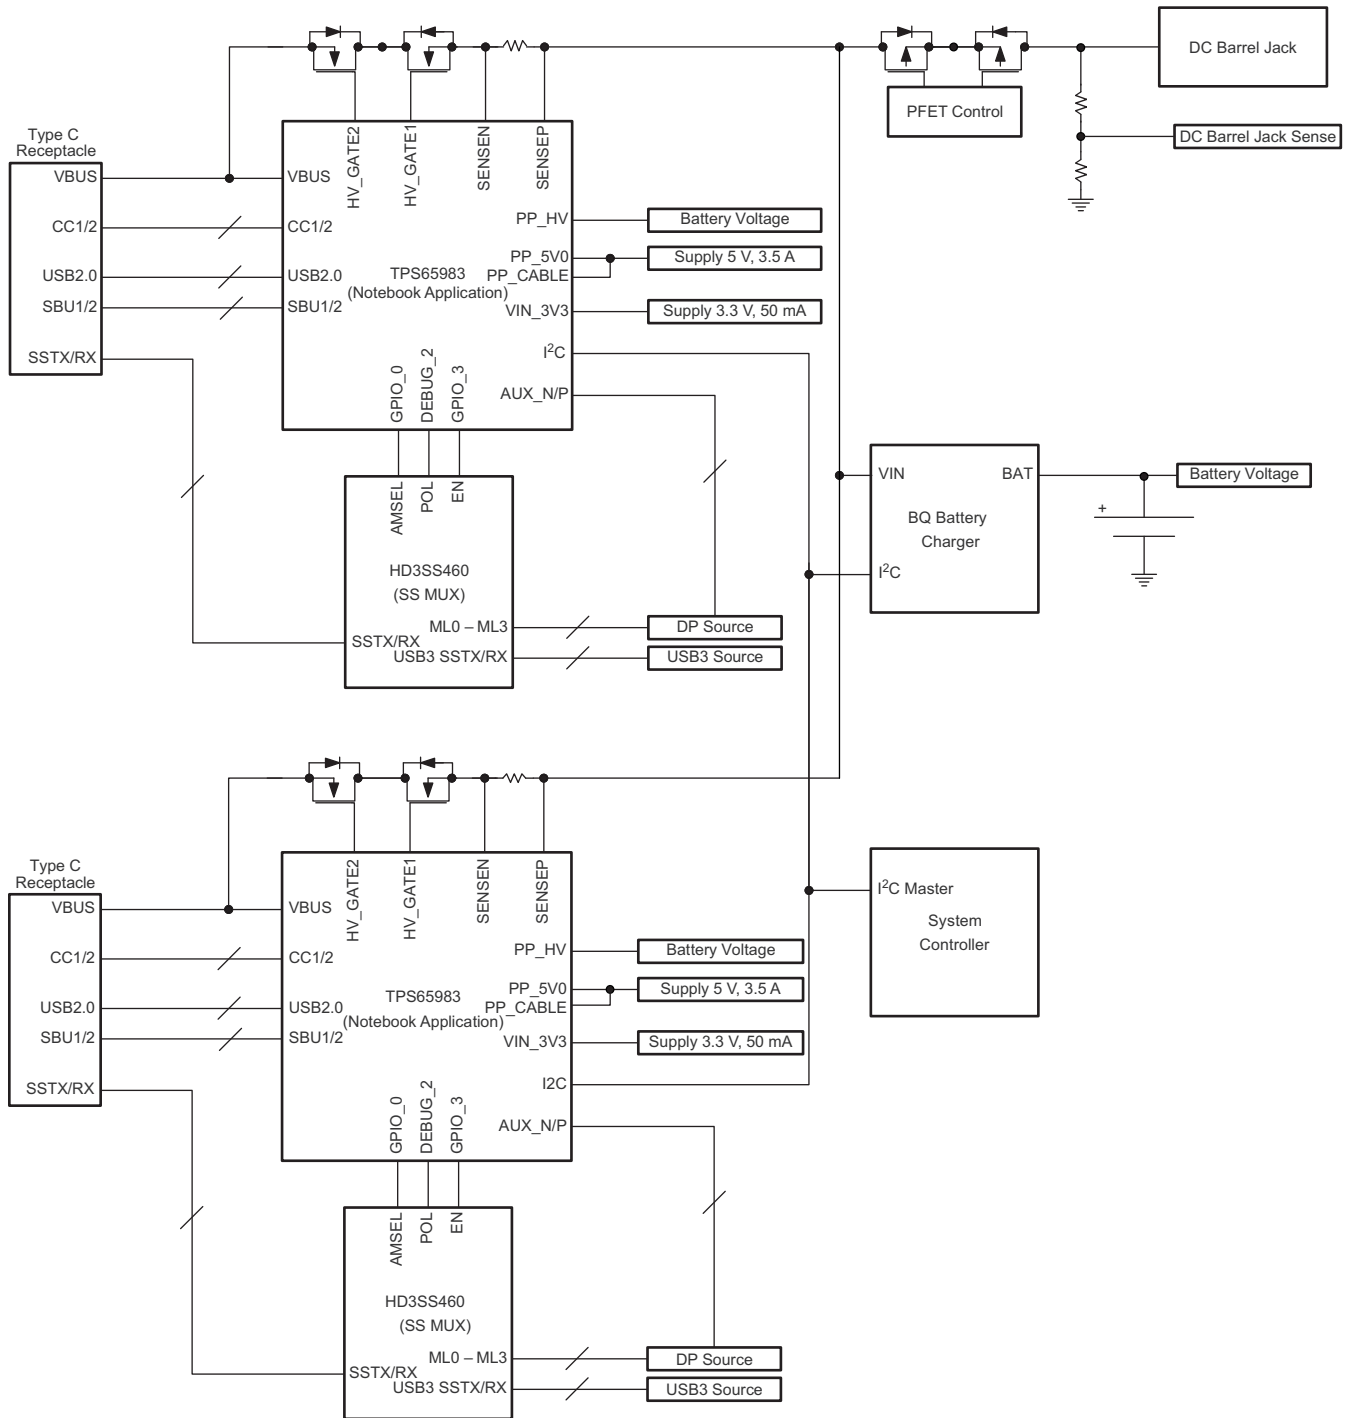 DC Barrel Jack
PFET Control
DC Barrel Jack Sense
Type C
Receptacle
VBUS
CC1/2
USB2.0
SBU1/2
SSTX/RX
HV_GATE2
HV_GATE1
SENSEN
SENSEP
VBUS
CC1/2
USB2.0
SBU1/2
TPS65983
(Notebook Application)
PP_HV
PP_5V0
PP_CABLE
VIN_3V3
I²C
AUX_N/P
GPIO_0
DEBUG_2
GPIO_3
Battery Voltage
Supply 5 V, 3.5 A
Supply 3.3 V, 50 mA
AMSEL
POL
EN
HD3SS460
(SS MUX)
SSTX/RX
ML0 – ML3
USB3 SSTX/RX
DP Source
USB3 Source
VIN
BAT
BQ Battery
Charger
I²C
Battery Voltage
+
Type C
Receptacle
VBUS
CC1/2
USB2.0
SBU1/2
SSTX/RX
HV_GATE2
HV_GATE1
SENSEN
SENSEP
VBUS
CC1/2
USB2.0
SBU1/2
TPS65983
(Notebook Application)
PP_HV
PP_5V0
PP_CABLE
VIN_3V3
I2C
AUX_N/P
GPIO_0
DEBUG_2
GPIO_3
Battery Voltage
Supply 5 V, 3.5 A
Supply 3.3 V, 50 mA
I²C Master
System
Controller
AMSEL
POL
EN
HD3SS460
(SS MUX)
SSTX/RX
ML0 – ML3
USB3 SSTX/RX
DP Source
USB3 Source